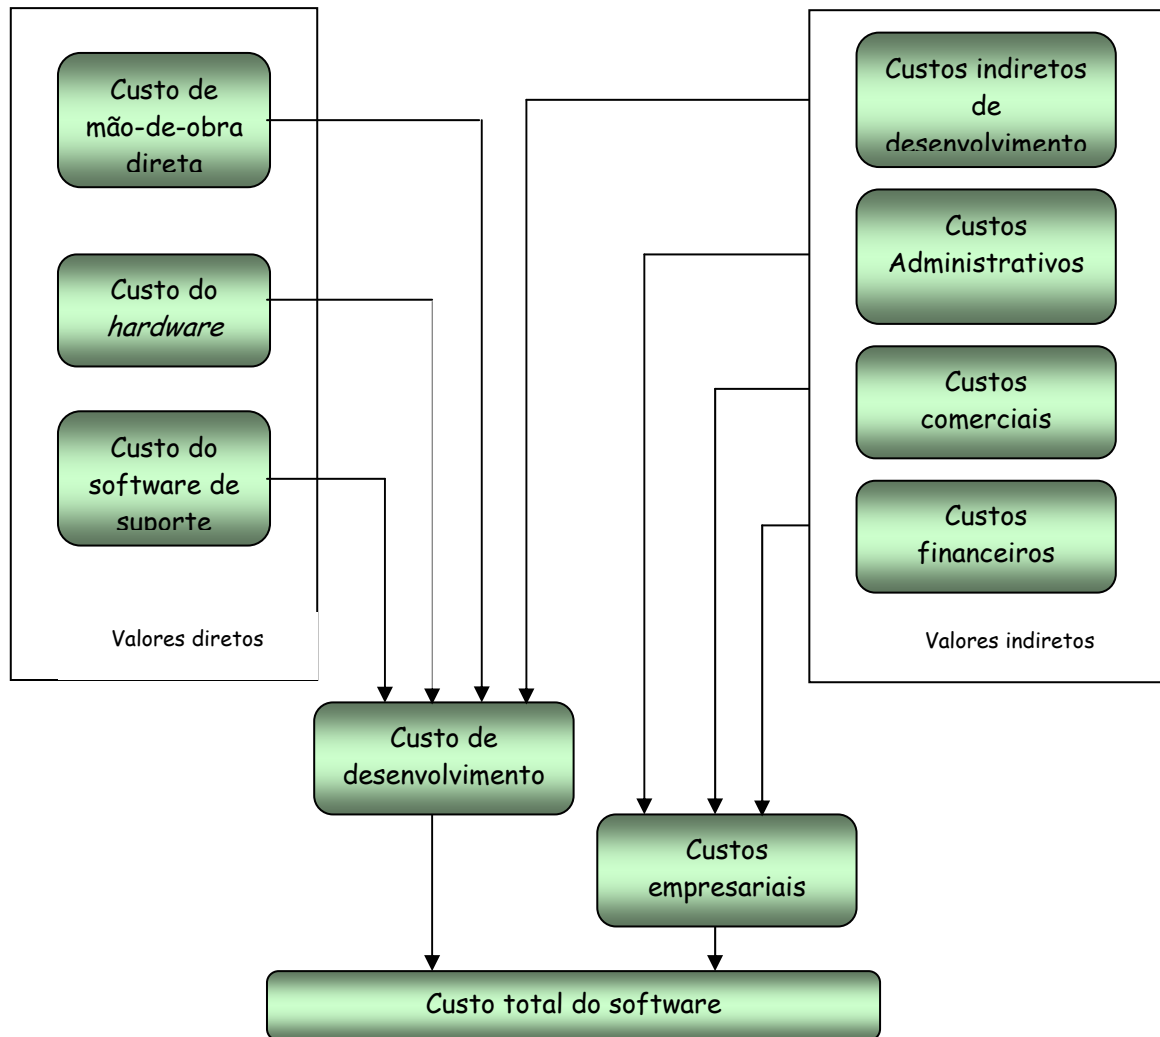 Custo de
mão-de-obra
direta
Custo do
hardware
Custo do
software de
suporte
Valores diretos
Custos indiretos
de
desenvolvimento
Custos
Administrativos
Custos
comerciais
Custos
financeiros
Valores indiretos
Custo de
desenvolvimento
Custos
empresariais
Custo total do software